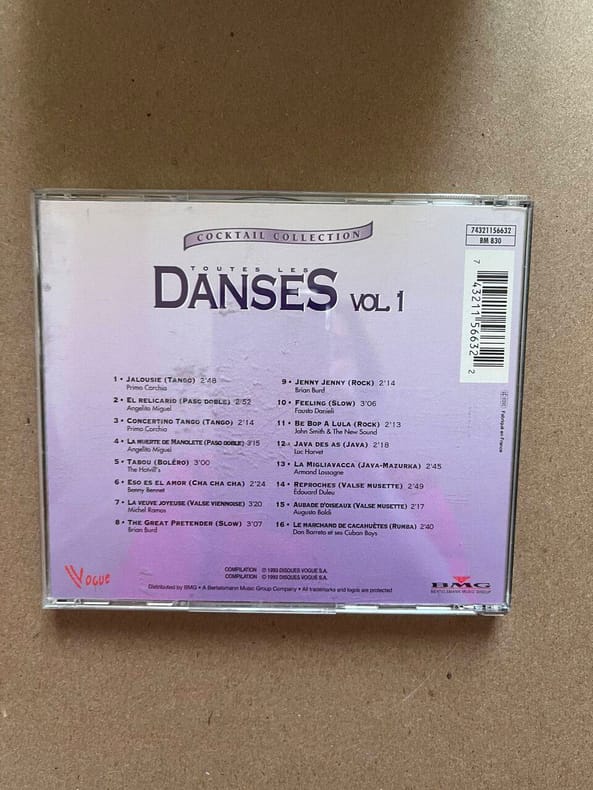 COCKTAIL COLLECTION
74321156632
BM 830
TOUTES LES
DANSES VOL. 1
7 43211 56632 2
1 • JALOUSIE (TANGO) 2'48
Primo Corchia
2 • EL RELICARIO (PASO DOBLE) 2'52
Angelito Miguel
3 • CONCERTINO TANGO (TANGO) 2'14
Primo Corchia
4 • LA MUERTE DE MANOLETE (PASO DOBLE) 3'15
Angelito Miguel
5 • TABOU (BOLÉRO) 3'00
The Hotvill's
6 • ESO ES EL AMOR (CHA CHA CHA) 2'24
Benny Bennet
7 • LA VEUVE JOYEUSE (VALSE VIENNOISE) 3'20
Michel Ramos
8 • THE GREAT PRETENDER (SLOW) 3'07
Brian Burd
9 • JENNY JENNY (ROCK) 2'14
Brian Burd
10 • FEELING (SLOW) 3'06
Fausto Danieli
11 • BE BOP A LULA (ROCK) 2'13
John Smith & The New Sound
12 • JAVA DES AS (JAVA) 2'18
Luc Harvet
13 • LA MIGLIAVACCA (JAVA-MAZURKA) 2'45
Armand Lassagne
14 • REPROCHES (VALSE MUSETTE) 2'49
Edouard Duleu
15 • AUBADE D'OISEAUX (VALSE MUSETTE) 2'17
Augusto Baldi
16 • LE MARCHAND DE CACAHUÈTES (RUMBA) 2'40
Don Barreto et ses Cuban Boys
Fabriqué en France
Vogue
COMPILATION Ⓟ 1993 DISQUES VOGUE S.A.
COMPILATION © 1993 DISQUES VOGUE S.A.
Distributed by BMG • A Bertelsmann Music Group Company • All trademarks and logos are protected
BMG
BERTELSMANN MUSIC GROUP